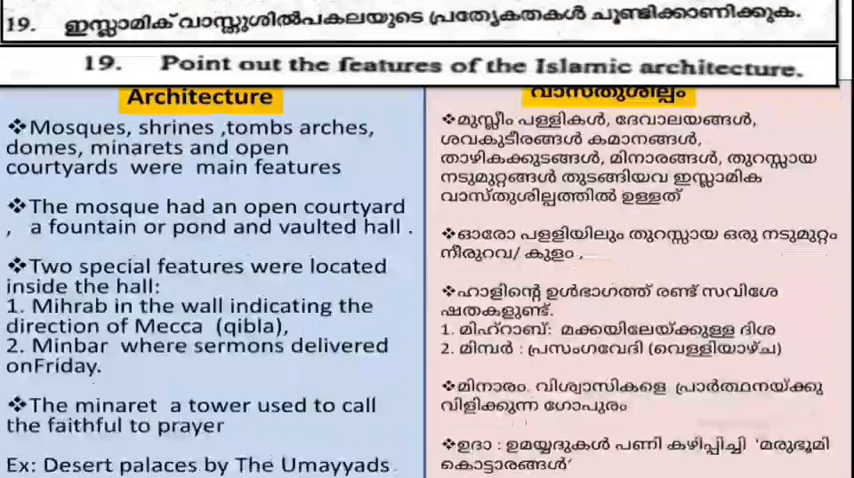 19. ഇസ്ലാമിക് വാസ്തുശിൽപകലയുടെ പ്രത്യേകതകൾ ചൂണ്ടിക്കാണിക്കുക.
19. Point out the features of the Islamic architecture.
Architecture
❖Mosques, shrines ,tombs arches,
domes, minarets and open
courtyards were main features
❖The mosque had an open courtyard
, a fountain or pond and vaulted hall .
❖Two special features were located
inside the hall:
1. Mihrab in the wall indicating the
direction of Mecca (qibla),
2. Minbar where sermons delivered
onFriday.
❖The minaret a tower used to call
the faithful to prayer
Ex: Desert palaces by The Umayyads.
വാസ്തുശില്പം
❖മുസ്ലീം പള്ളികൾ, ദേവാലയങ്ങൾ,
ശവകുടീരങ്ങൾ കമാനങ്ങൾ,
താഴികക്കുടങ്ങൾ, മിനാരങ്ങൾ, തുറസ്സായ
നടുമുറ്റങ്ങൾ തുടങ്ങിയവ ഇസ്ലാമിക
വാസ്തുശില്പത്തിൽ ഉള്ളത്
❖ഓരോ പളളിയിലും തുറസ്സായ ഒരു നടുമുറ്റം
നീരുറവ/ കുളം .
❖ഹാളിന്റെ ഉൾഭാഗത്ത് രണ്ട് സവിശേ
ഷതകളുണ്ട്.
1. മിഹ്റാബ്: മക്കയിലേയ്ക്കുള്ള ദിശ
2. മിമ്പർ : പ്രസംഗവേദി (വെള്ളിയാഴ്ച)
❖മിനാരം. വിശ്വാസികളെ പ്രാർത്ഥനയ്ക്കു
വിളിക്കുന്ന ഗോപുരം
❖ഉദാ : ഉമയ്യദുകൾ പണി കഴിപ്പിച്ചി 'മരുഭൂമി
കൊട്ടാരങ്ങൾ'